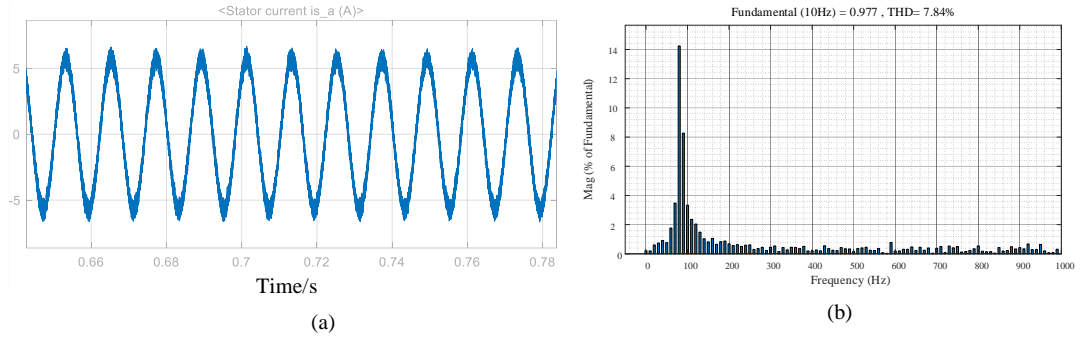 <Stator current is_a (A)>
5
0
-5
0.66 0.68 0.7 0.72 0.74 0.76 0.78
Time/s
(a)
Fundamental (10Hz) = 0.977 , THD= 7.84%
Mag (% of Fundamental)
14
12
10
8
6
4
2
0
0 100 200 300 400 500 600 700 800 900 1000
Frequency (Hz)
(b)